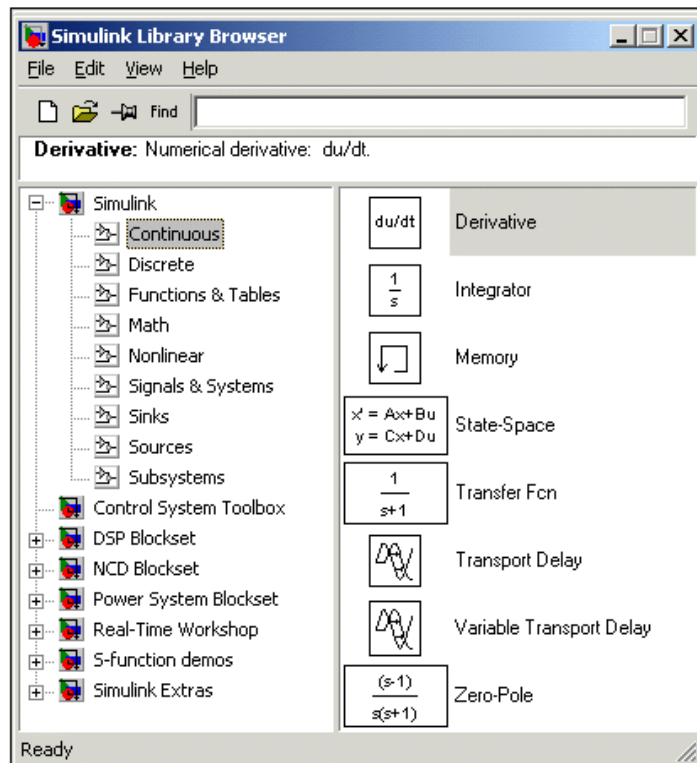 Simulink Library Browser
File Edit View Help
Find
Derivative: Numerical derivative: du/dt.
Simulink
Continuous
Discrete
Functions & Tables
Math
Nonlinear
Signals & Systems
Sinks
Sources
Subsystems
Control System Toolbox
DSP Blockset
NCD Blockset
Power System Blockset
Real-Time Workshop
S-function demos
Simulink Extras
du/dt Derivative
1
s
Integrator
Memory
x' = Ax+Bu
y = Cx+Du
State-Space
1
s+1
Transfer Fcn
Transport Delay
Variable Transport Delay
(s-1)
s(s+1)
Zero-Pole
Ready